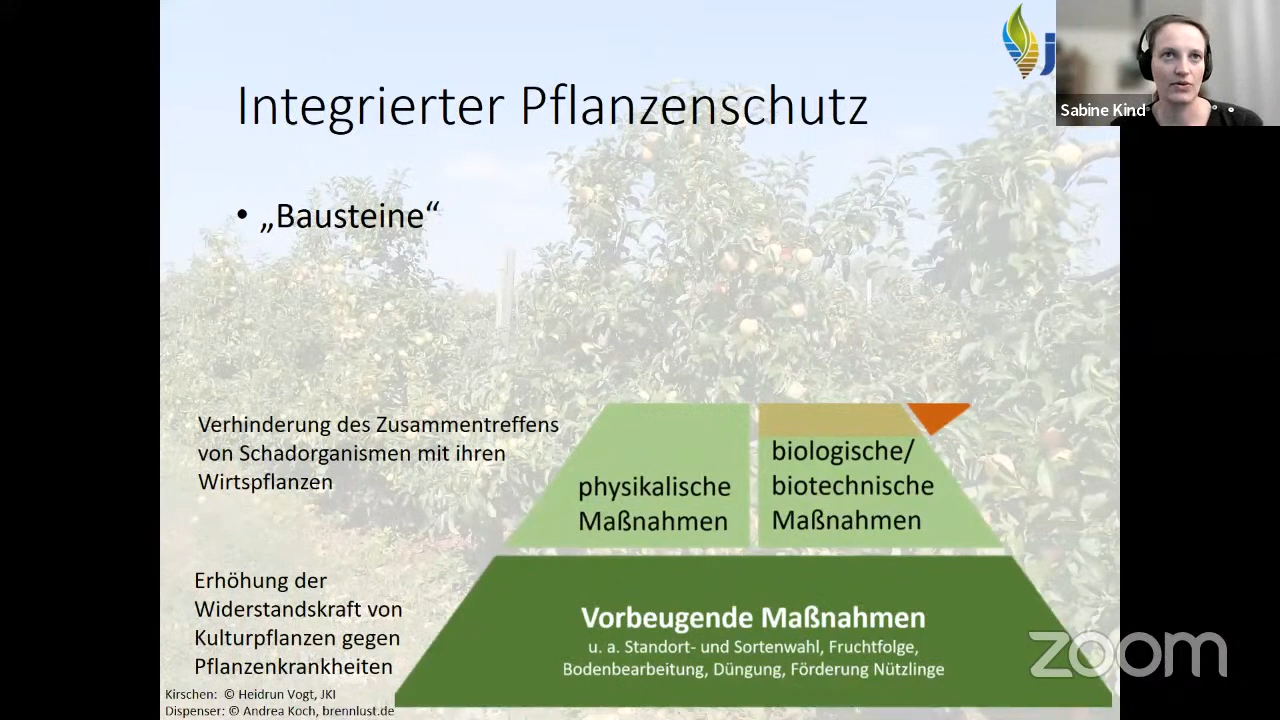 Integrierter Pflanzenschutz
Sabine Kind
• „Bausteine“
Verhinderung des Zusammentreffens
von Schadorganismen mit ihren
Wirtspflanzen
physikalische
Maßnahmen
biologische/
biotechnische
Maßnahmen
Erhöhung der
Widerstandskraft von
Kulturpflanzen gegen
Pflanzenkrankheiten
Vorbeugende Maßnahmen
u. a. Standort- und Sortenwahl, Fruchtfolge,
Bodenbearbeitung, Düngung, Förderung Nützlinge
zoom
Kirschen: © Heidrun Vogt, JKI
Dispenser: © Andrea Koch, brennlust.de